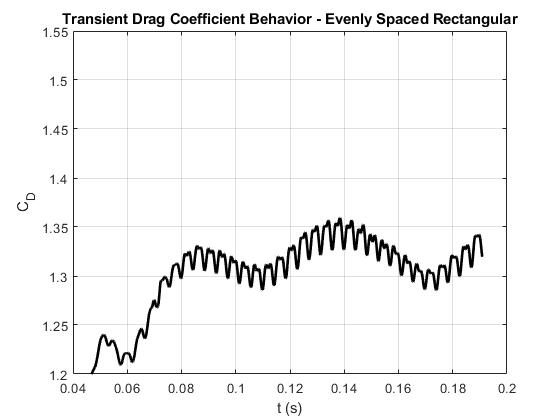 Transient Drag Coefficient Behavior - Evenly Spaced Rectangular
1.55
1.5
1.45
1.4
1.35
1.3
1.25
1.2
C_D
0.04 0.06 0.08 0.1 0.12 0.14 0.16 0.18 0.2
t (s)